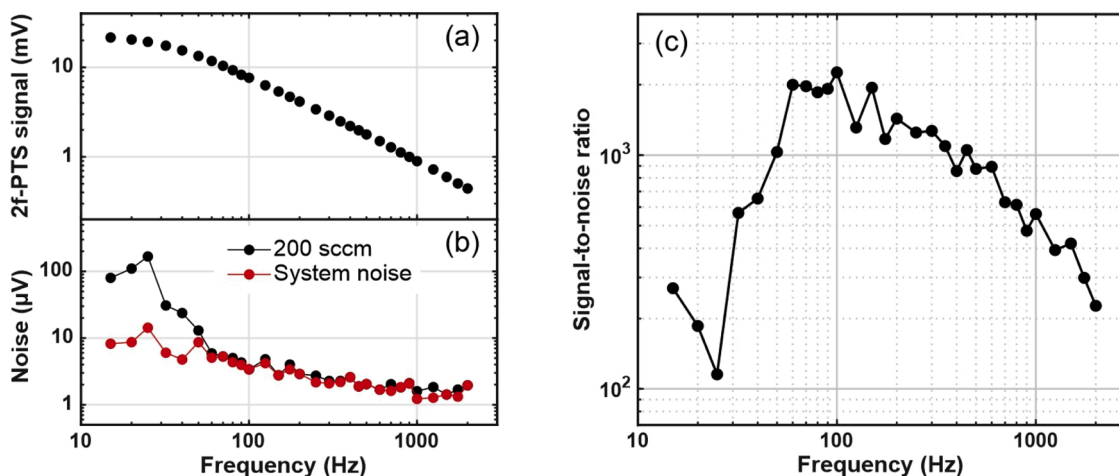 (a)
2f-PTS signal (mV)
10
1
(b)
200 sccm
System noise
Noise (µV)
100
10
1
10
100
1000
Frequency (Hz)
(c)
Signal-to-noise ratio
10³
10²
10
100
1000
Frequency (Hz)